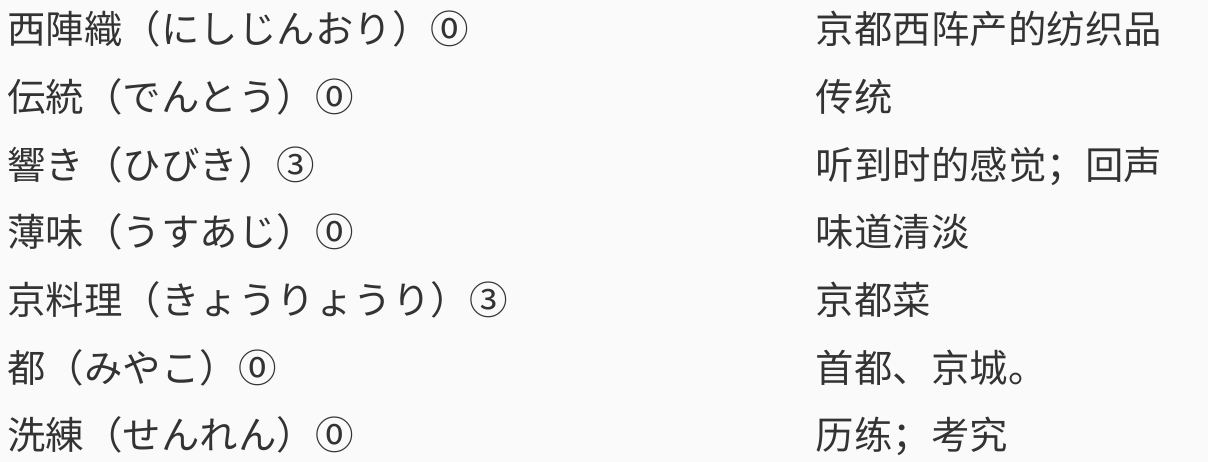 西陣織（にしじんおり）⓪ 京都西阵产的纺织品
伝統（でんとう）⓪ 传统
響き（ひびき）③ 听到时的感觉；回声
薄味（うすあじ）⓪ 味道清淡
京料理（きょうりょうり）③ 京都菜
都（みやこ）⓪ 首都、京城。
洗練（せんれん）⓪ 历练；考究